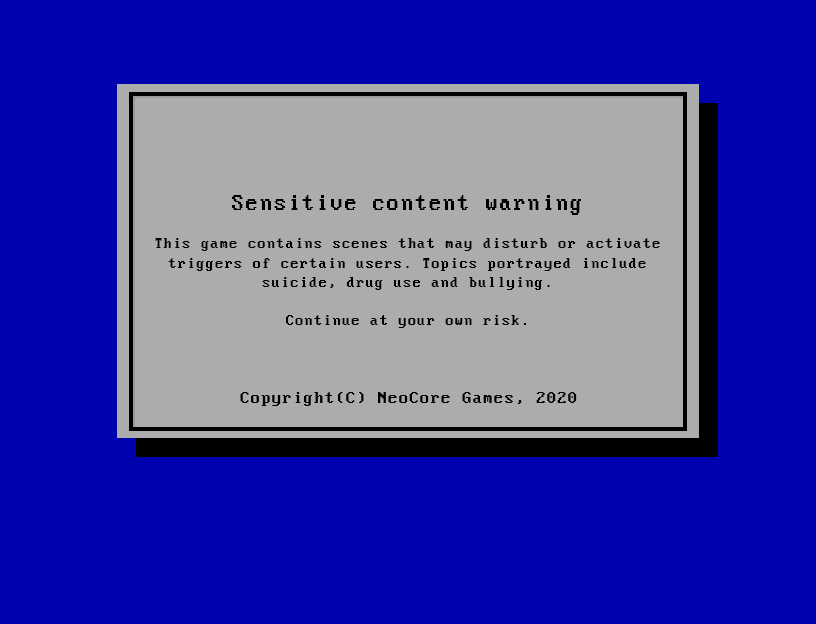 Sensitive content warning
This game contains scenes that may disturb or activate
triggers of certain users. Topics portrayed include
suicide, drug use and bullying.
Continue at your own risk.
Copyright(C) NeoCore Games, 2020